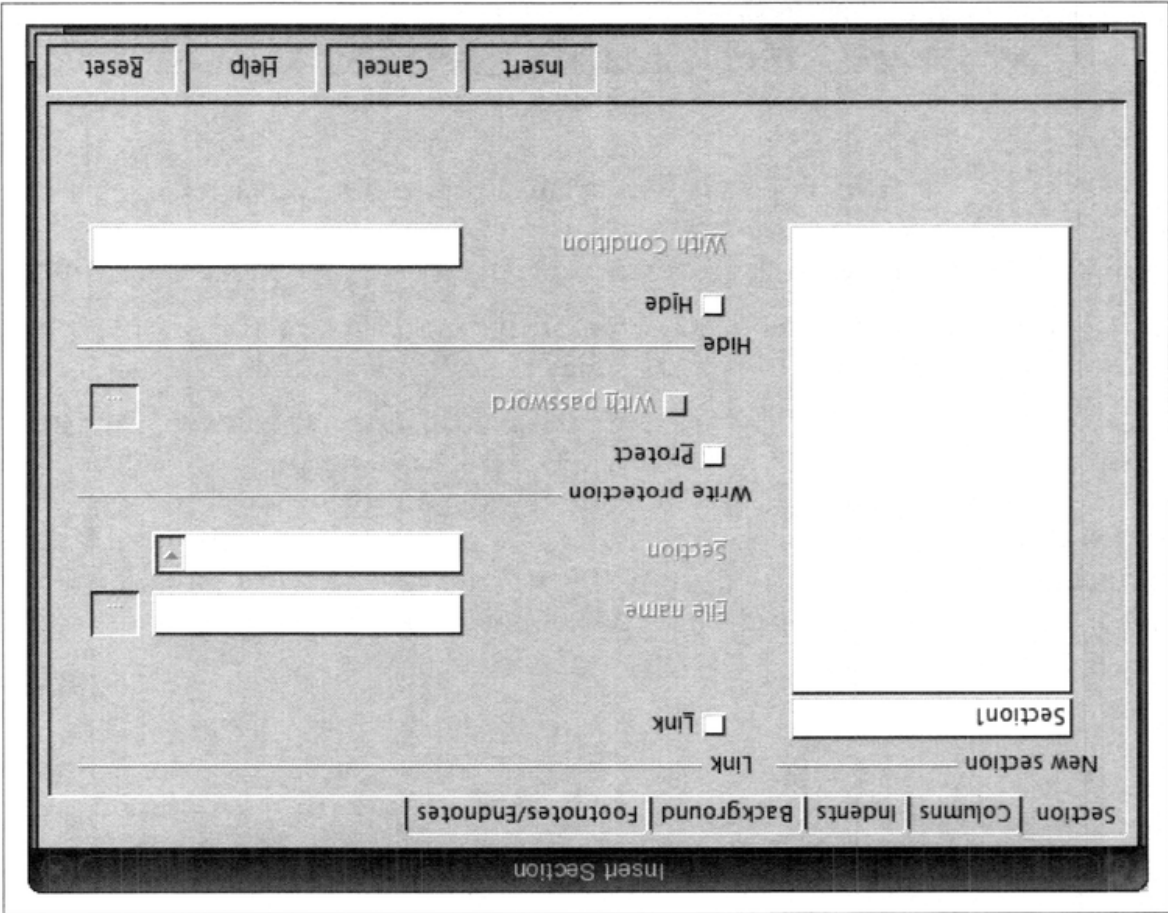 Insert Section
Section Columns Indents Background Footnotes/Endnotes
New section Link
Section1 Link
File name ...
Section
Write protection
Protect
With password ...
Hide
Hide
With Condition
Insert Cancel Help Reset